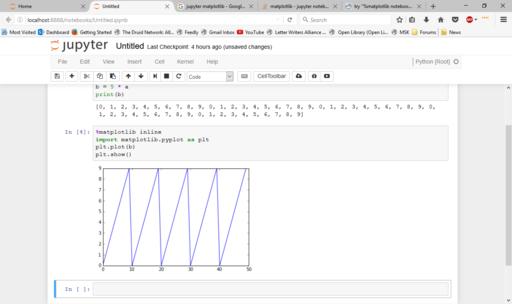 Home
Untitled
jupyter matplotlib - Googl...
matplotlib - jupyter noteb...
try "%matplotlib noteboo...
localhost:8888/notebooks/Untitled.ipynb
Search
Most Visited
Dashboard
Getting Started
The Druid Network: All...
Feedly
Gmail Inbox
YouTube
Letter Writers Alliance ...
Open Library (Open Li...
MSK
Forums
News
jupyter Untitled Last Checkpoint: 4 hours ago (unsaved changes)
File Edit View Insert Cell Kernel Help
Python [Root]
Code
CellToolbar
b = 5 * a
print(b)
[0, 1, 2, 3, 4, 5, 6, 7, 8, 9, 0, 1, 2, 3, 4, 5, 6, 7, 8, 9, 0, 1, 2, 3, 4, 5, 6, 7, 8, 9, 0,
1, 2, 3, 4, 5, 6, 7, 8, 9, 0, 1, 2, 3, 4, 5, 6, 7, 8, 9]
In [4]:
%matplotlib inline
import matplotlib.pyplot as plt
plt.plot(b)
plt.show()
9
8
7
6
5
4
3
2
1
0
0 10 20 30 40 50
In [ ]: